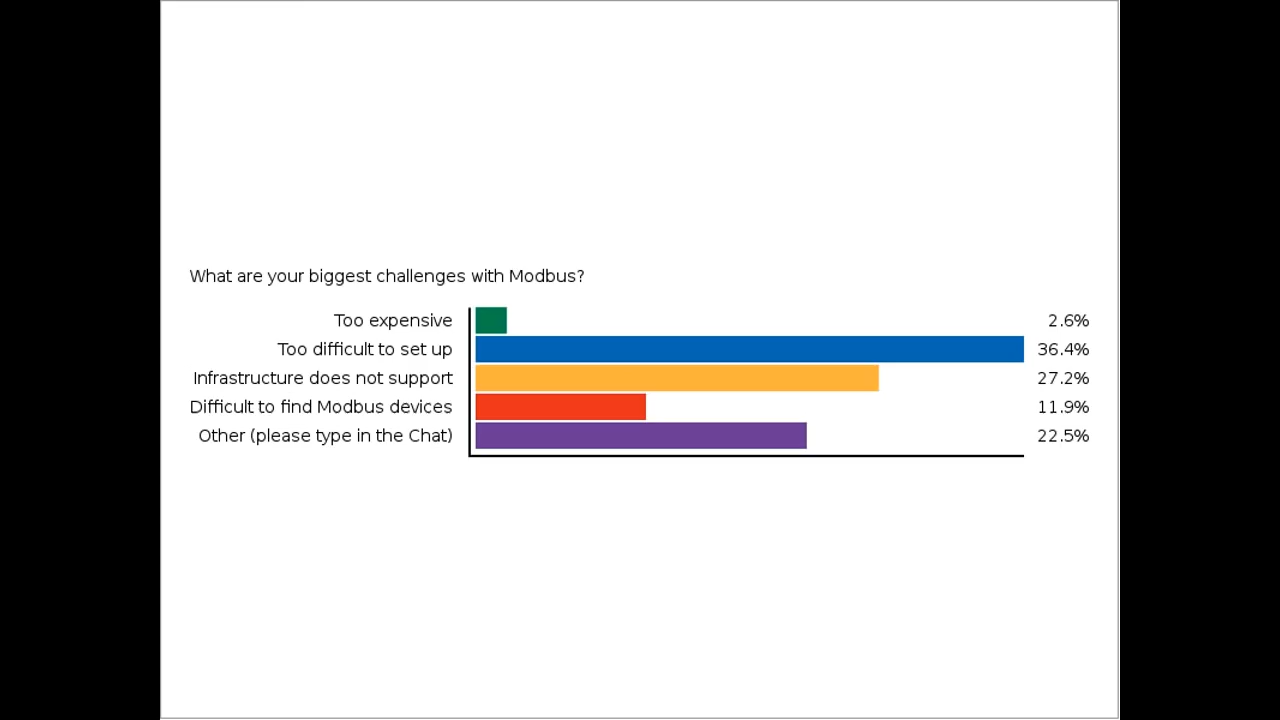 What are your biggest challenges with Modbus?
Too expensive 2.6%
Too difficult to set up 36.4%
Infrastructure does not support 27.2%
Difficult to find Modbus devices 11.9%
Other (please type in the Chat) 22.5%